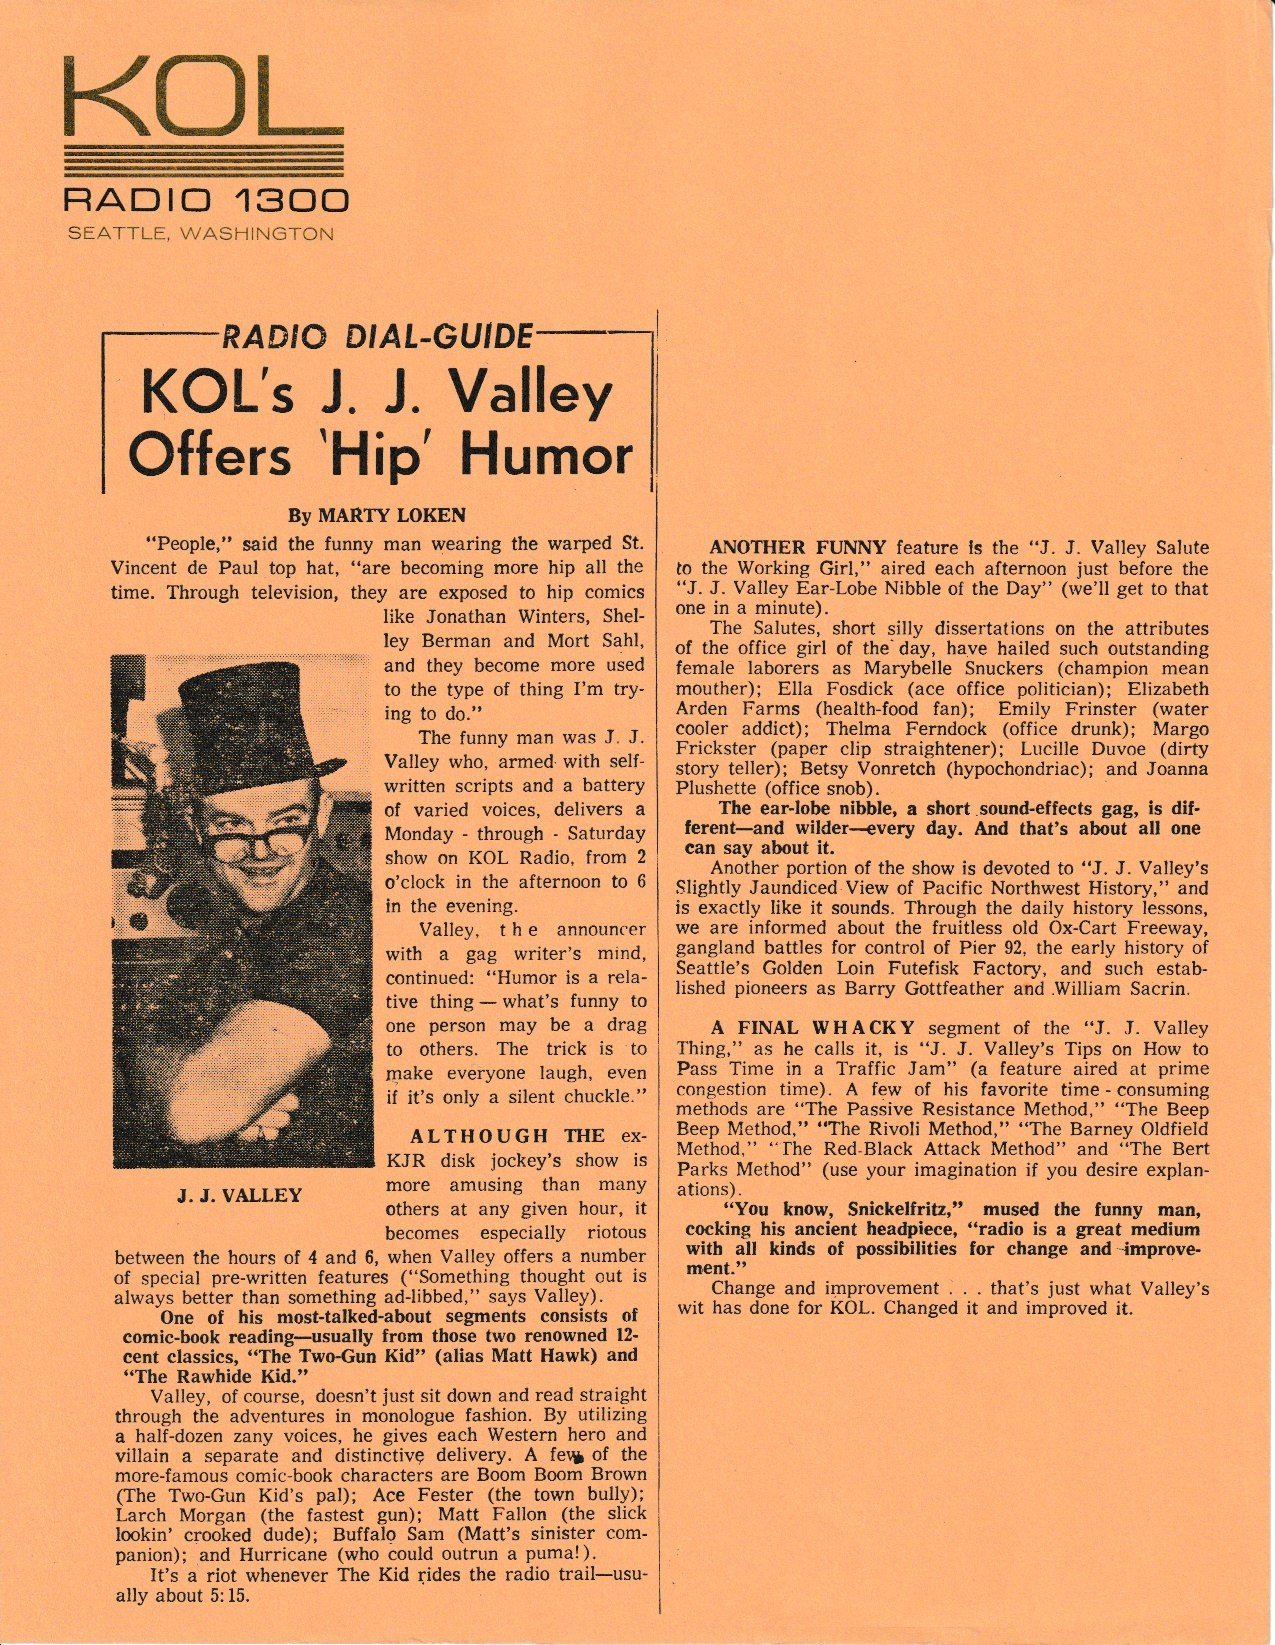 KOL
RADIO 1300
SEATTLE, WASHINGTON
RADIO DIAL-GUIDE
KOL's J. J. Valley
Offers 'Hip' Humor
By MARTY LOKEN
"People," said the funny man wearing the warped St.
Vincent de Paul top hat, "are becoming more hip all the
time. Through television, they are exposed to hip comics
like Jonathan Winters, Shel-
ley Berman and Mort Sahl,
and they become more used
to the type of thing I'm try-
ing to do."
The funny man was J. J.
Valley who, armed with self-
written scripts and a battery
of varied voices, delivers a
Monday - through - Saturday
show on KOL Radio, from 2
o'clock in the afternoon to 6
in the evening.
Valley, the announcer
with a gag writer's mind,
continued: "Humor is a rela-
tive thing — what's funny to
one person may be a drag
to others. The trick is to
make everyone laugh, even
if it's only a silent chuckle."
ALTHOUGH THE ex-
KJR disk jockey's show is
more amusing than many
others at any given hour, it
becomes especially riotous
J. J. VALLEY
between the hours of 4 and 6, when Valley offers a number
of special pre-written features ("Something thought out is
always better than something ad-libbed," says Valley).
One of his most-talked-about segments consists of
comic-book reading—usually from those two renowned 12-
cent classics, "The Two-Gun Kid" (alias Matt Hawk) and
"The Rawhide Kid."
Valley, of course, doesn't just sit down and read straight
through the adventures in monologue fashion. By utilizing
a half-dozen zany voices, he gives each Western hero and
villain a separate and distinctive delivery. A few of the
more-famous comic-book characters are Boom Boom Brown
(The Two-Gun Kid's pal); Ace Fester (the town bully);
Larch Morgan (the fastest gun); Matt Fallon (the slick
lookin' crooked dude); Buffalo Sam (Matt's sinister com-
panion); and Hurricane (who could outrun a puma!).
It's a riot whenever The Kid rides the radio trail—usu-
ally about 5:15.
ANOTHER FUNNY feature is the "J. J. Valley Salute
to the Working Girl," aired each afternoon just before the
"J. J. Valley Ear-Lobe Nibble of the Day" (we'll get to that
one in a minute).
The Salutes, short silly dissertations on the attributes
of the office girl of the day, have hailed such outstanding
female laborers as Marybelle Snuckers (champion mean
mouther); Ella Fosdick (ace office politician); Elizabeth
Arden Farms (health-food fan); Emily Frinster (water
cooler addict); Thelma Ferndock (office drunk); Margo
Frickster (paper clip straightener); Lucille Duvoe (dirty
story teller); Betsy Vonretch (hypochondriac); and Joanna
Plushette (office snob).
The ear-lobe nibble, a short sound-effects gag, is dif-
ferent—and wilder—every day. And that's about all one
can say about it.
Another portion of the show is devoted to "J. J. Valley's
Slightly Jaundiced View of Pacific Northwest History," and
is exactly like it sounds. Through the daily history lessons,
we are informed about the fruitless old Ox-Cart Freeway,
gangland battles for control of Pier 92, the early history of
Seattle's Golden Loin Futefisk Factory, and such estab-
lished pioneers as Barry Gottfeather and William Sacrin.
A FINAL WHACKY segment of the "J. J. Valley
Thing," as he calls it, is "J. J. Valley's Tips on How to
Pass Time in a Traffic Jam" (a feature aired at prime
congestion time). A few of his favorite time - consuming
methods are "The Passive Resistance Method," "The Beep
Beep Method," "The Rivoli Method," "The Barney Oldfield
Method," "The Red-Black Attack Method" and "The Bert
Parks Method" (use your imagination if you desire explan-
ations).
"You know, Snickelfritz," mused the funny man,
cocking his ancient headpiece, "radio is a great medium
with all kinds of possibilities for change and improve-
ment."
Change and improvement . . . that's just what Valley's
wit has done for KOL. Changed it and improved it.